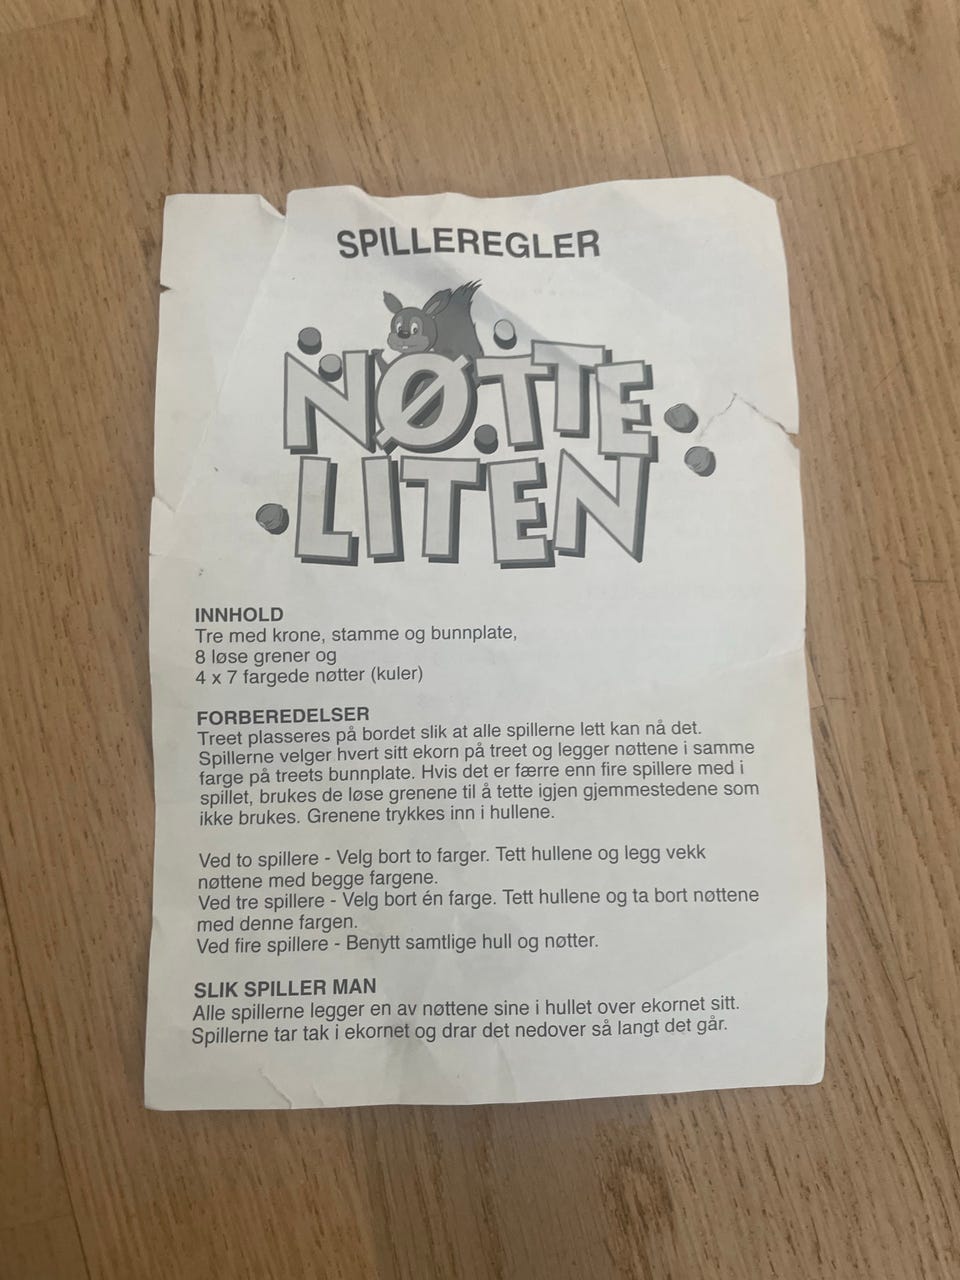 SPILLEREGLER
NØTTE
LITEN
INNHOLD
Tre med krone, stamme og bunnplate,
8 løse grener og
4 x 7 fargede nøtter (kuler)
FORBEREDELSER
Treet plasseres på bordet slik at alle spillerne lett kan nå det.
Spillerne velger hvert sitt ekorn på treet og legger nøttene i samme
farge på treets bunnplate. Hvis det er færre enn fire spillere med i
spillet, brukes de løse grenene til å tette igjen gjemmestedene som
ikke brukes. Grenene trykkes inn i hullene.
Ved to spillere - Velg bort to farger. Tett hullene og legg vekk
nøttene med begge fargene.
Ved tre spillere - Velg bort én farge. Tett hullene og ta bort nøttene
med denne fargen.
Ved fire spillere - Benytt samtlige hull og nøtter.
SLIK SPILLER MAN
Alle spillerne legger en av nøttene sine i hullet over ekornet sitt.
Spillerne tar tak i ekornet og drar det nedover så langt det går.